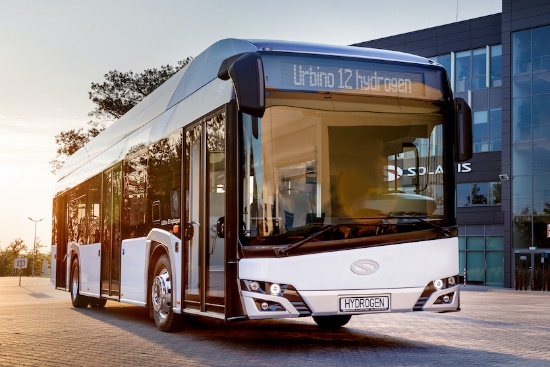 Urbino 12 hydrogen
SOLARIS
HYDROGEN